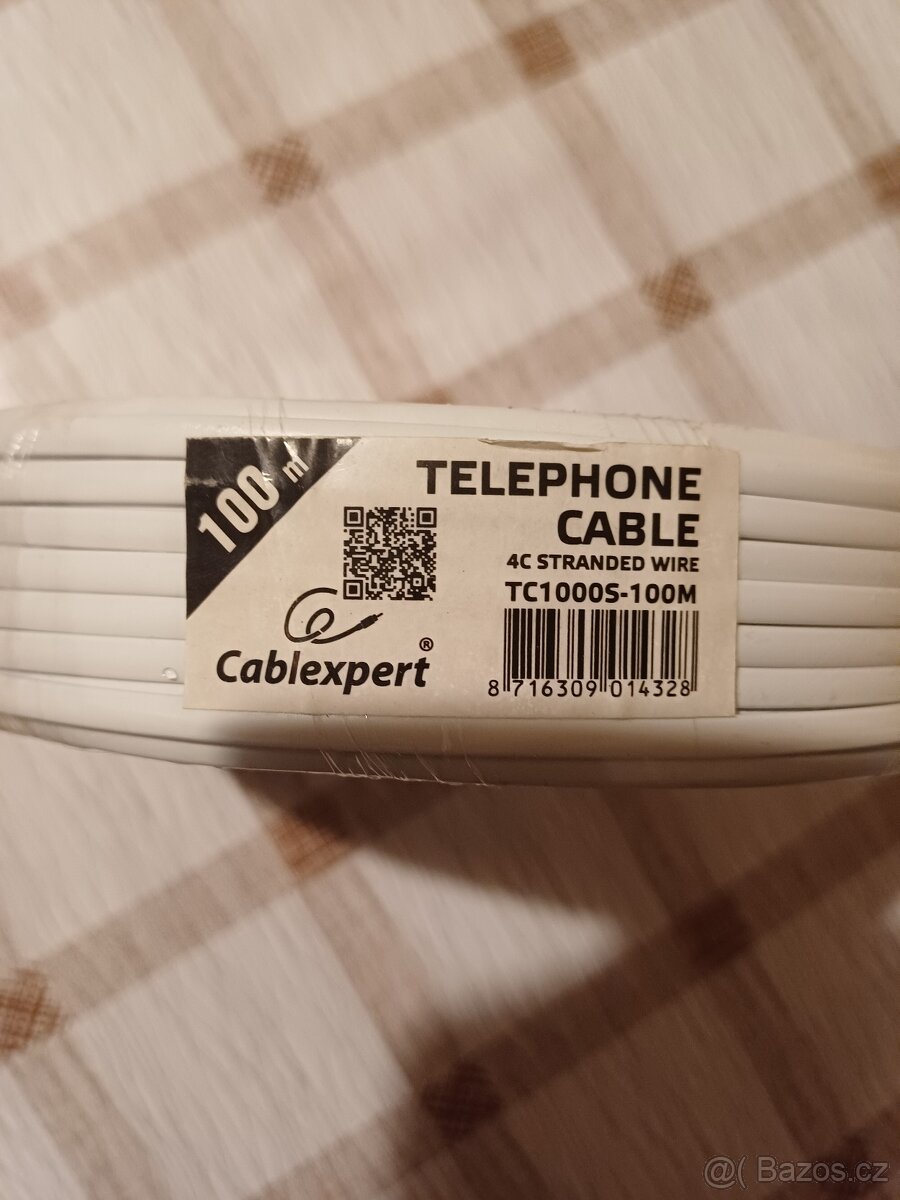 100 m
TELEPHONE
CABLE
4C STRANDED WIRE
TC1000S-100M
Cablexpert®
8 716309 014328
@( Bazos.cz